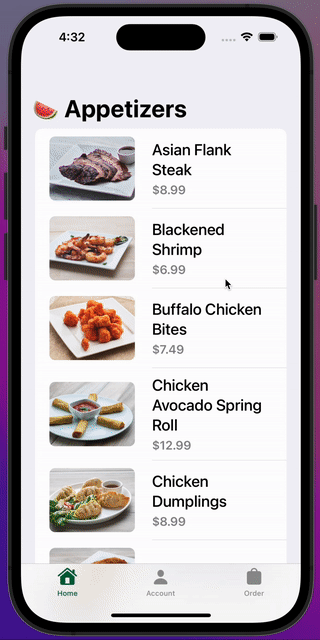 4:32
🍉 Appetizers
Asian Flank
Steak
$8.99
Blackened
Shrimp
$6.99
Buffalo Chicken
Bites
$7.49
Chicken
Avocado Spring
Roll
$12.99
Chicken
Dumplings
$8.99
Home
Account
Order